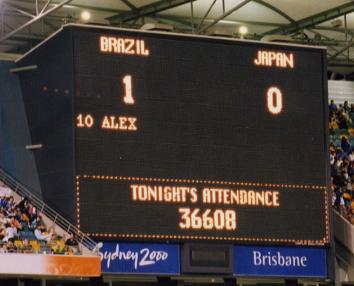 BRAZIL JAPAN
1 0
10 ALEX
TONIGHT'S ATTENDANCE
36608
Sydney 2000 Brisbane